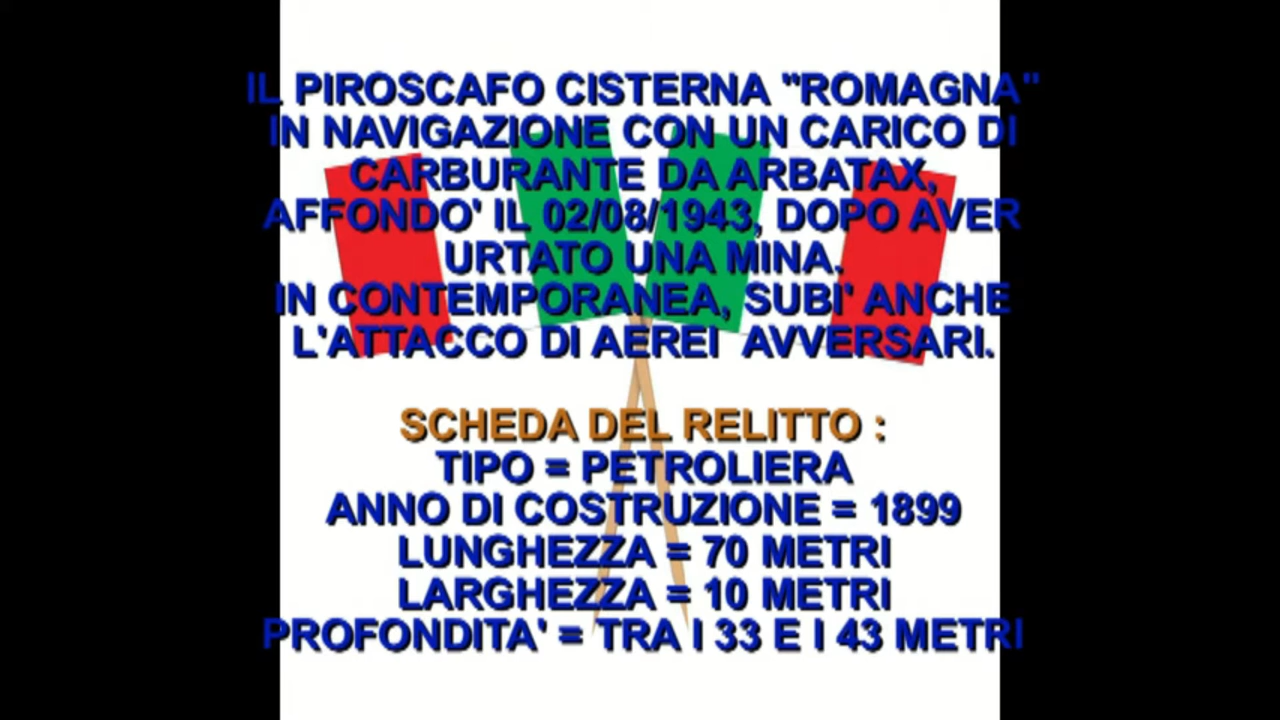 IL PIROSCAFO CISTERNA "ROMAGNA"
IN NAVIGAZIONE CON UN CARICO DI
CARBURANTE DA ARBATAX,
AFFONDO' IL 02/08/1943, DOPO AVER
URTATO UNA MINA.
IN CONTEMPORANEA, SUBI' ANCHE
L'ATTACCO DI AEREI AVVERSARI.
SCHEDA DEL RELITTO :
TIPO = PETROLIERA
ANNO DI COSTRUZIONE = 1899
LUNGHEZZA = 70 METRI
LARGHEZZA = 10 METRI
PROFONDITA' = TRA I 33 E I 43 METRI